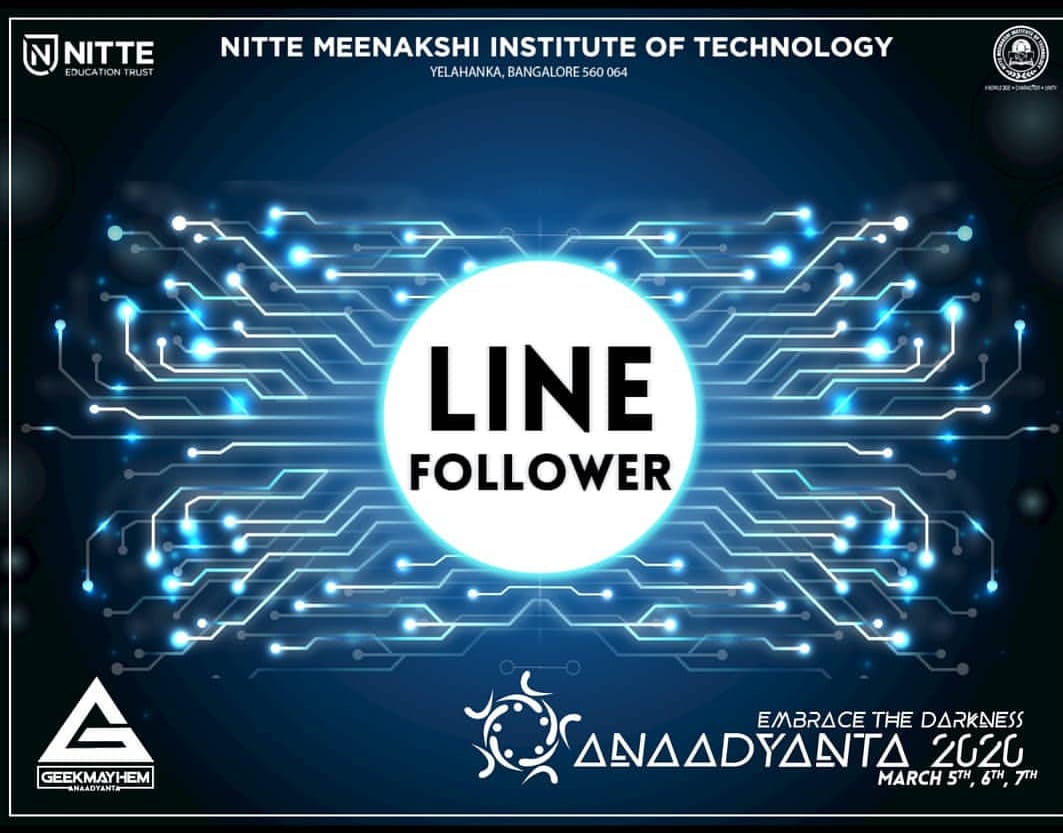 NITTE
EDUCATION TRUST
NITTE MEENAKSHI INSTITUTE OF TECHNOLOGY
YELAHANKA, BANGALORE 560 064
LINE
FOLLOWER
GEEKMAYHEM
ANAADYANTA
EMBRACE THE DARKNESS
ANAADYANTA 2020
MARCH 5TH, 6TH, 7TH